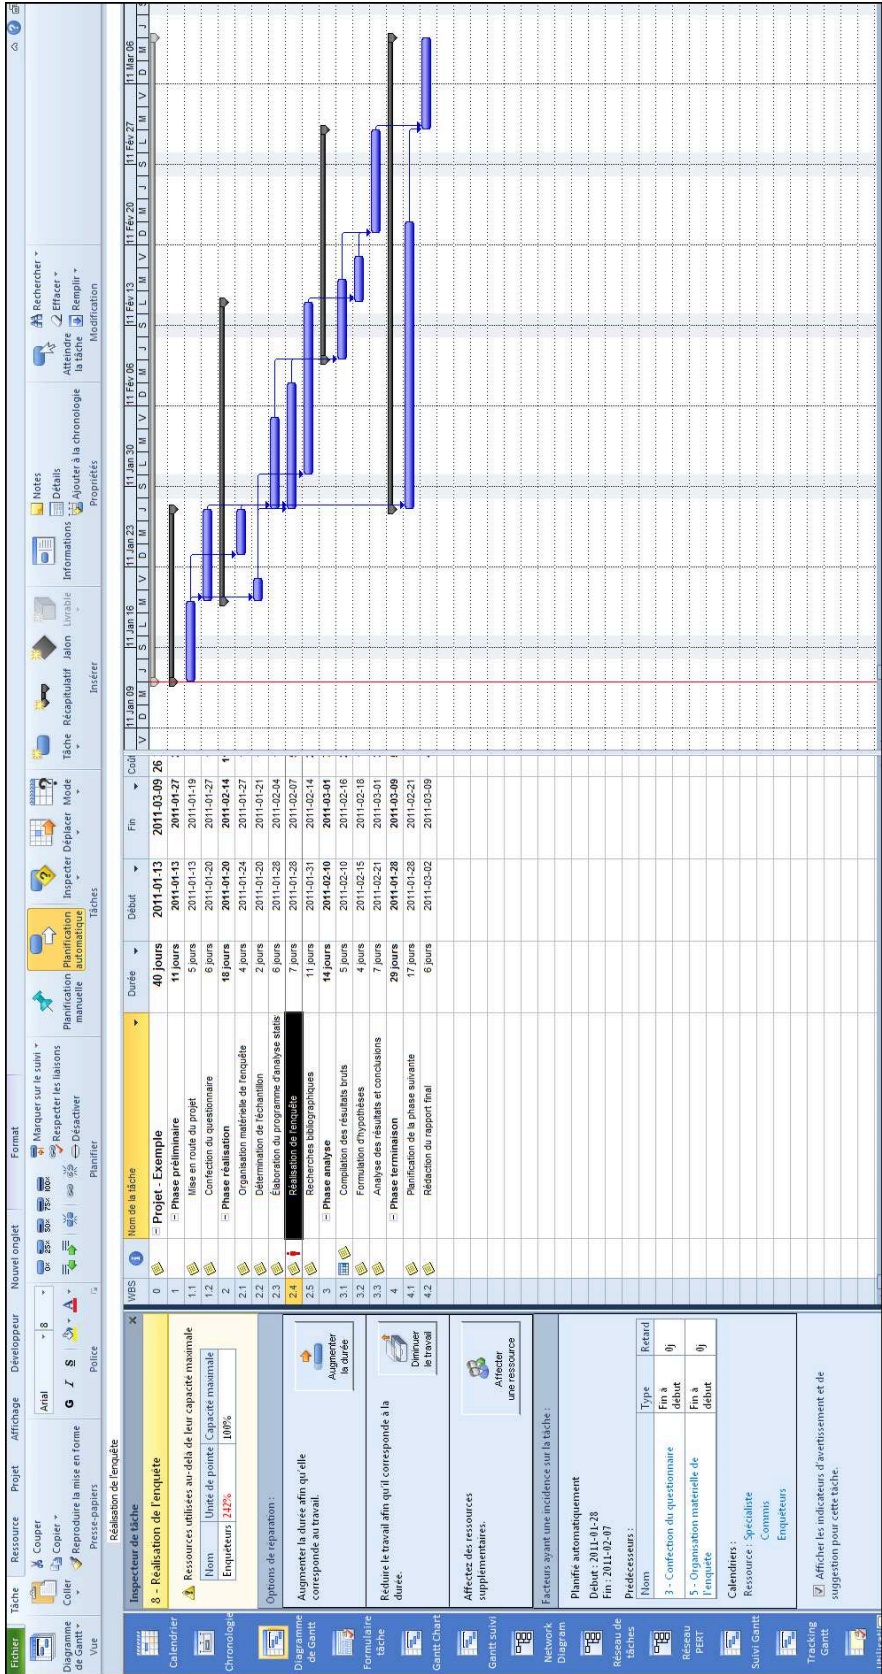 Fichier Tâche Ressource Projet Affichage Développeur Nouvel onglet Format
Diagramme de Gantt
Vue
Coller
Couper
Copier
Reproduire la mise en forme
Presse-papiers
Arial 8
G I S
Police
0% 25% 50% 75% 100%
Marquer sur le suivi
Respecter les liaisons
Désactiver
Planifier
Planification manuelle
Planification automatique
Inspecter
Déplacer
Mode
Tâches
Tâche
Récapitulatif
Jalon
Livrable
Insérer
Informations
Notes
Détails
Ajouter à la chronologie
Propriétés
Atteindre la tâche
Rechercher
Effacer
Remplir
Modification
Réalisation de l'enquête
Calendrier
Chronologie
Diagramme de Gantt
Formulaire tâche
Gantt Chart
Gantt suivi
Network Diagram
Réseau de tâches
Réseau PERT
Suivi Gantt
Tracking Gantt
Inspecteur de tâche
8 - Réalisation de l'enquête
Ressources utilisées au-delà de leur capacité maximale
Nom Unité de pointe Capacité maximale
Enquêteurs 242% 100%
Options de réparation :
Augmenter la durée afin qu'elle corresponde au travail.
Augmenter la durée
Réduire le travail afin qu'il corresponde à la durée.
Diminuer le travail
Affectez des ressources supplémentaires.
Affecter une ressource
Facteurs ayant une incidence sur la tâche :
Planifié automatiquement
Début : 2011-01-28
Fin : 2011-02-07
Prédécesseurs :
Nom Type Retard
3 - Confection du questionnaire Fin à début 0j
5 - Organisation matérielle de l'enquête Fin à début 0j
Calendriers :
Ressource : Spécialiste
Commis
Enquêteurs
Afficher les indicateurs d'avertissement et de suggestion pour cette tâche.
WBS Nom de la tâche Durée Début Fin Coût
0 Projet - Exemple 40 jours 2011-01-13 2011-03-09 26
1 Phase préliminaire 11 jours 2011-01-13 2011-01-27
1.1 Mise en route du projet 5 jours 2011-01-13 2011-01-19
1.2 Confection du questionnaire 6 jours 2011-01-20 2011-01-27
2 Phase réalisation 18 jours 2011-01-20 2011-02-14
2.1 Organisation matérielle de l'enquête 4 jours 2011-01-24 2011-01-27
2.2 Détermination de l'échantillon 2 jours 2011-01-20 2011-01-21
2.3 Élaboration du programme d'analyse statis 6 jours 2011-01-28 2011-02-04
2.4 Réalisation de l'enquête 7 jours 2011-01-28 2011-02-07
2.5 Recherches bibliographiques 11 jours 2011-01-31 2011-02-14
3 Phase analyse 14 jours 2011-02-10 2011-03-01
3.1 Compilation des résultats bruts 5 jours 2011-02-10 2011-02-16
3.2 Formulation d'hypothèses 4 jours 2011-02-15 2011-02-18
3.3 Analyse des résultats et conclusions 7 jours 2011-02-21 2011-03-01
4 Phase terminaison 29 jours 2011-01-28 2011-03-09
4.1 Planification de la phase suivante 17 jours 2011-01-28 2011-02-21
4.2 Rédaction du rapport final 6 jours 2011-03-02 2011-03-09
11 Jan 09 11 Jan 16 11 Jan 23 11 Jan 30 11 Fév 06 11 Fév 13 11 Fév 20 11 Fév 27 11 Mar 06
V D M J S L M V D M J S L M V D M J S L M V D M J S L M V D M J